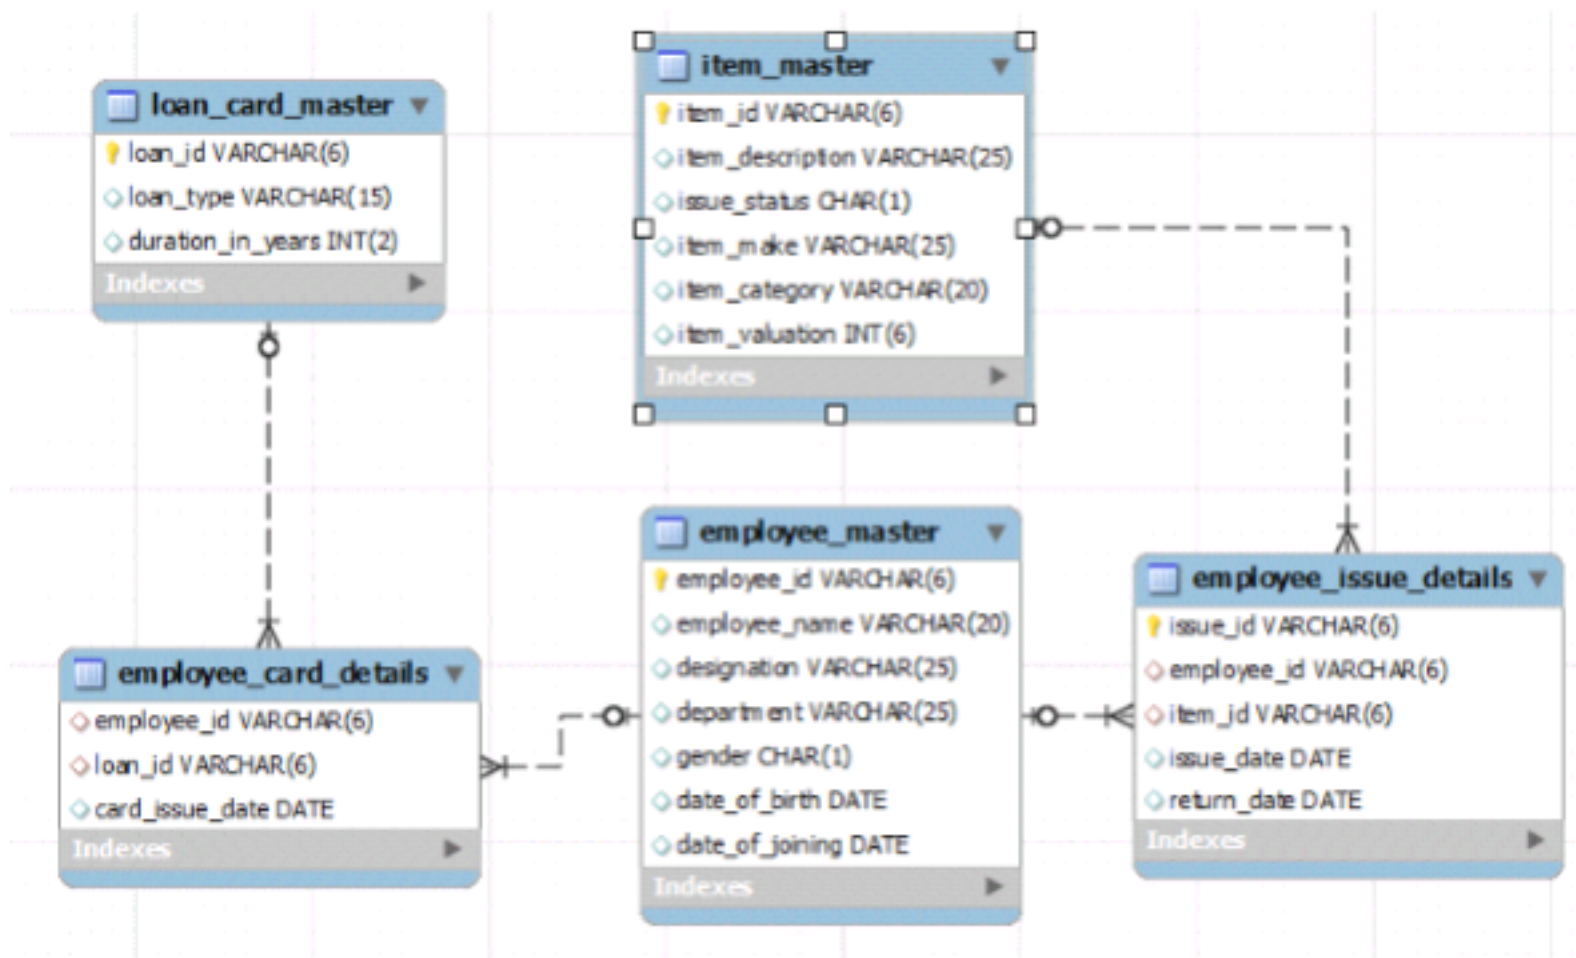 loan_card_master
loan_id VARCHAR(6)
loan_type VARCHAR(15)
duration_in_years INT(2)
Indexes
item_master
item_id VARCHAR(6)
item_description VARCHAR(25)
issue_status CHAR(1)
item_make VARCHAR(25)
item_category VARCHAR(20)
item_valuation INT(6)
Indexes
employee_card_details
employee_id VARCHAR(6)
loan_id VARCHAR(6)
card_issue_date DATE
Indexes
employee_master
employee_id VARCHAR(6)
employee_name VARCHAR(20)
designation VARCHAR(25)
department VARCHAR(25)
gender CHAR(1)
date_of_birth DATE
date_of_joining DATE
Indexes
employee_issue_details
issue_id VARCHAR(6)
employee_id VARCHAR(6)
item_id VARCHAR(6)
issue_date DATE
return_date DATE
Indexes